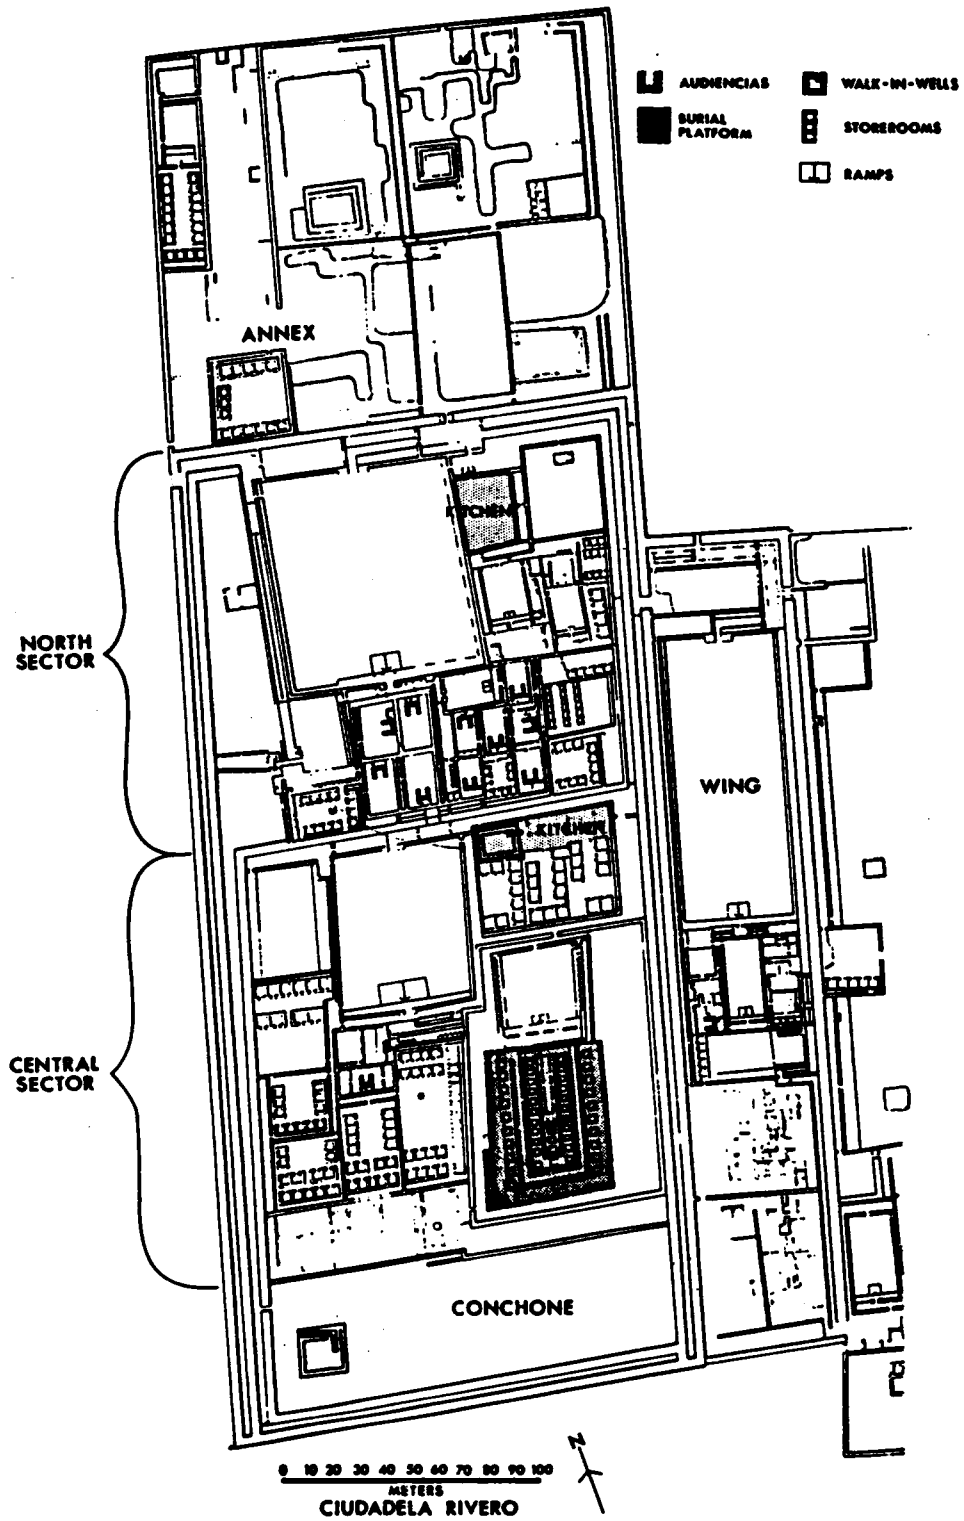 AUDIENCIAS
WALK-IN-WELLS
BURIAL
PLATFORM
STOREROOMS
RAMPS
ANNEX
KITCHEN
NORTH
SECTOR
WING
KITCHEN
CENTRAL
SECTOR
CONCHONE
N
0 10 20 30 40 50 60 70 80 90 100
METERS
CIUDADELA RIVERO